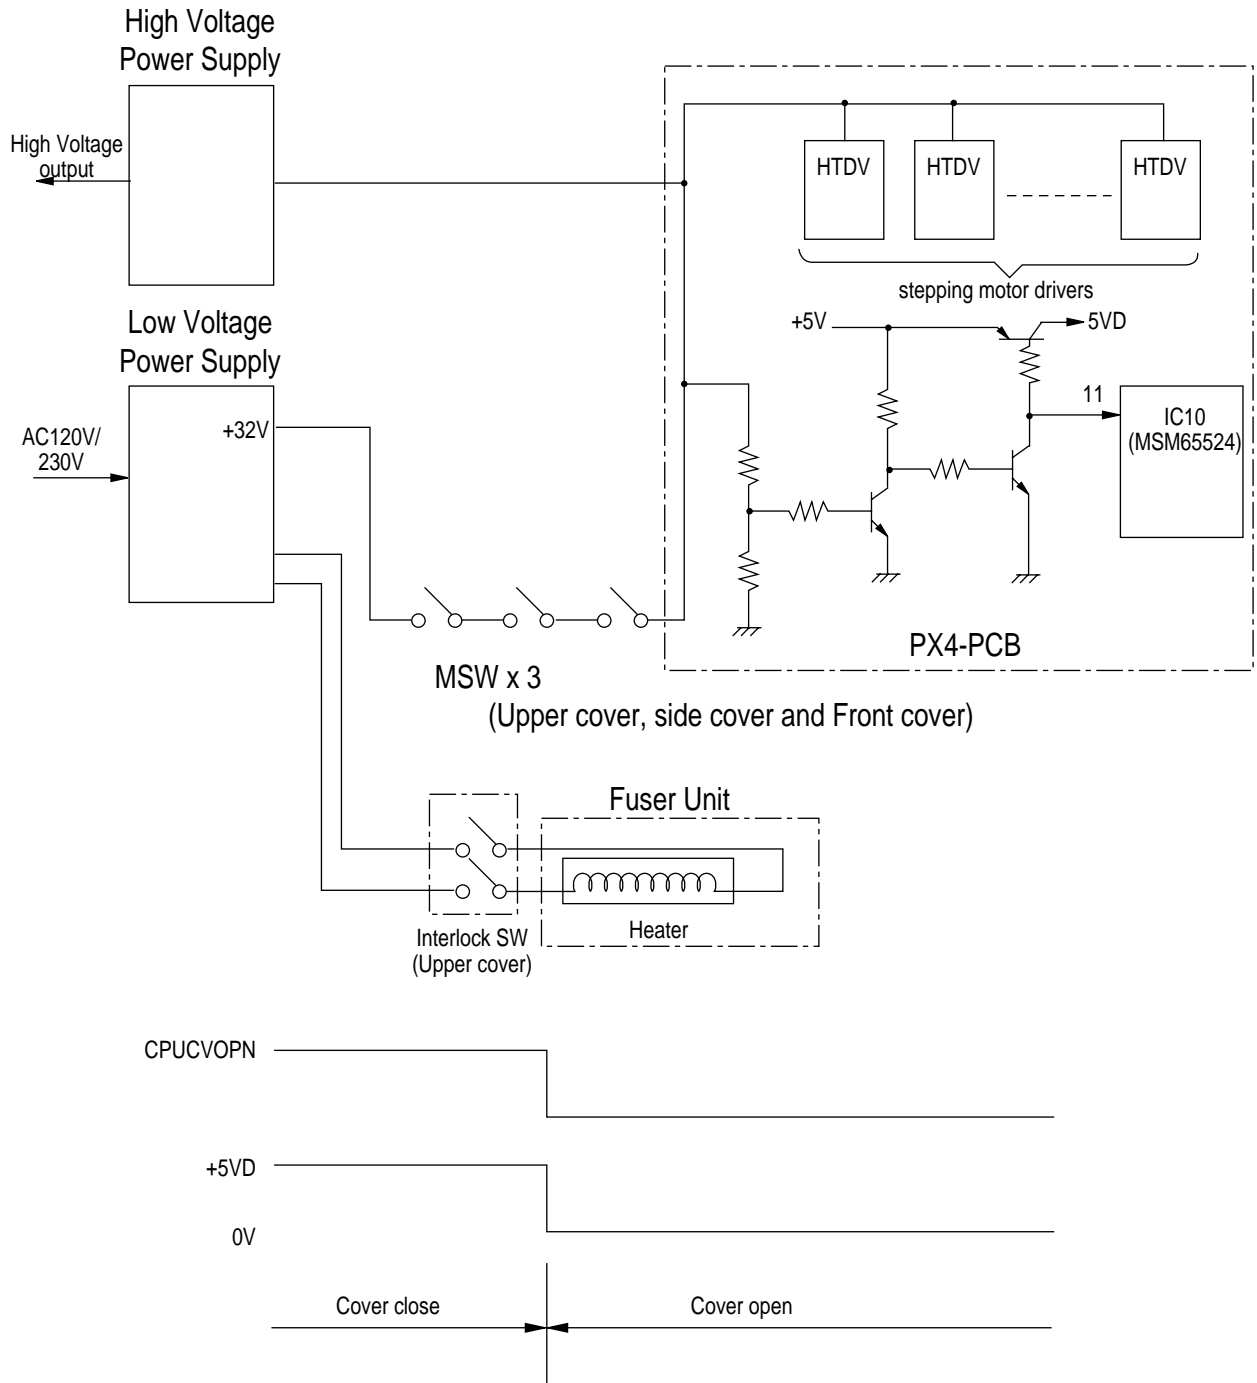 High Voltage
Power Supply
High Voltage
output
HTDV
HTDV
HTDV
stepping motor drivers
Low Voltage
Power Supply
+5V
5VD
AC120V/
230V
+32V
11
IC10
(MSM65524)
PX4-PCB
MSW x 3
(Upper cover, side cover and Front cover)
Fuser Unit
Heater
Interlock SW
(Upper cover)
CPUCVOPN
+5VD
0V
Cover close
Cover open